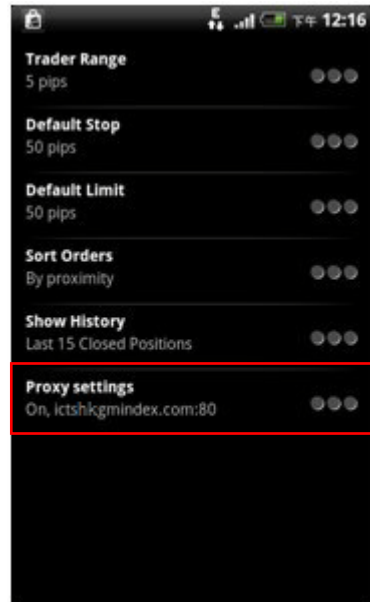 E
下午 12:16
Trader Range
5 pips
Default Stop
50 pips
Default Limit
50 pips
Sort Orders
By proximity
Show History
Last 15 Closed Positions
Proxy settings
On, ictshkgmindex.com:80